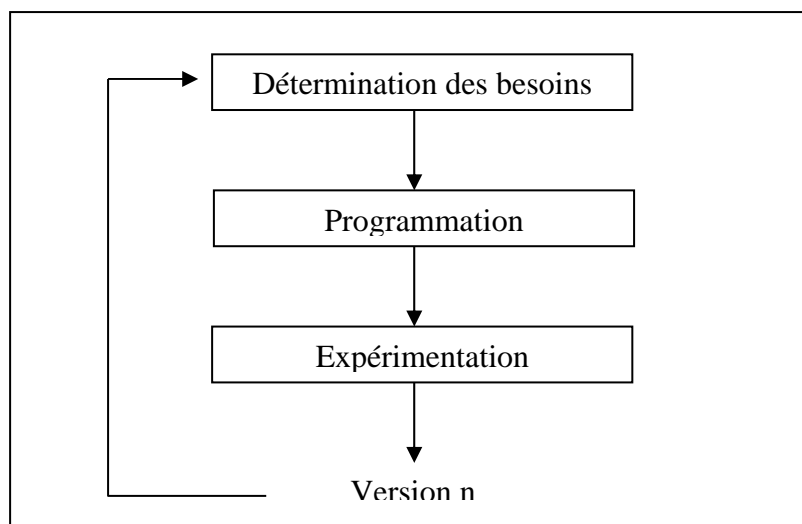 Détermination des besoins
Programmation
Expérimentation
Version n